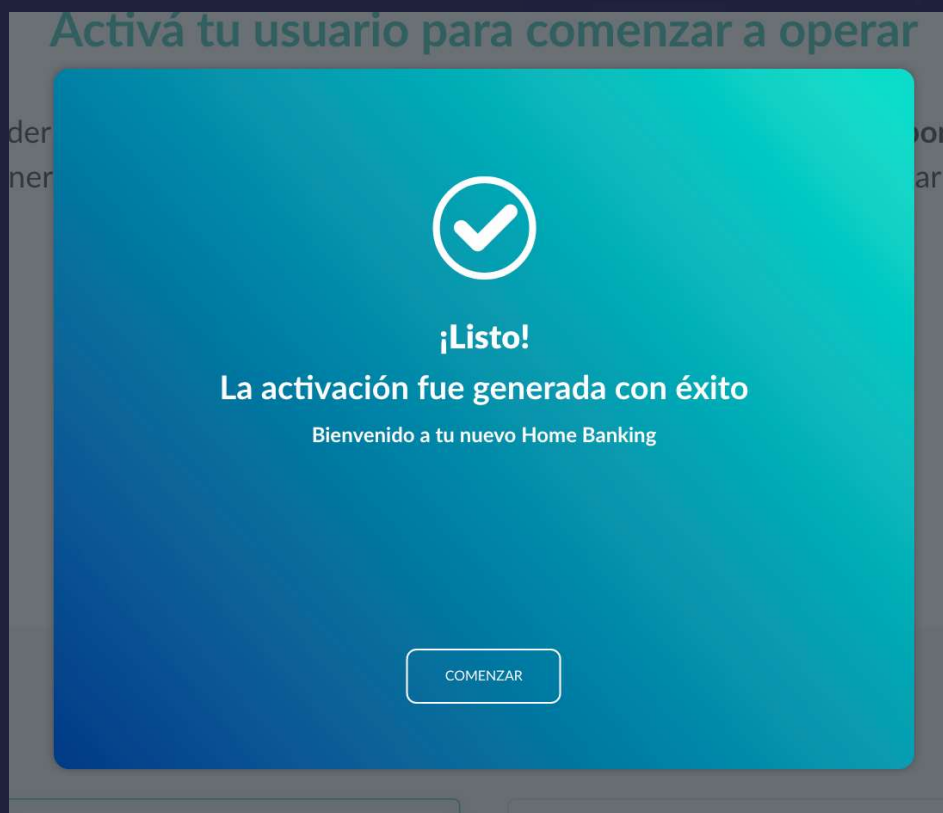 Activá tu usuario para comenzar a operar
¡Listo!
La activación fue generada con éxito
Bienvenido a tu nuevo Home Banking
COMENZAR